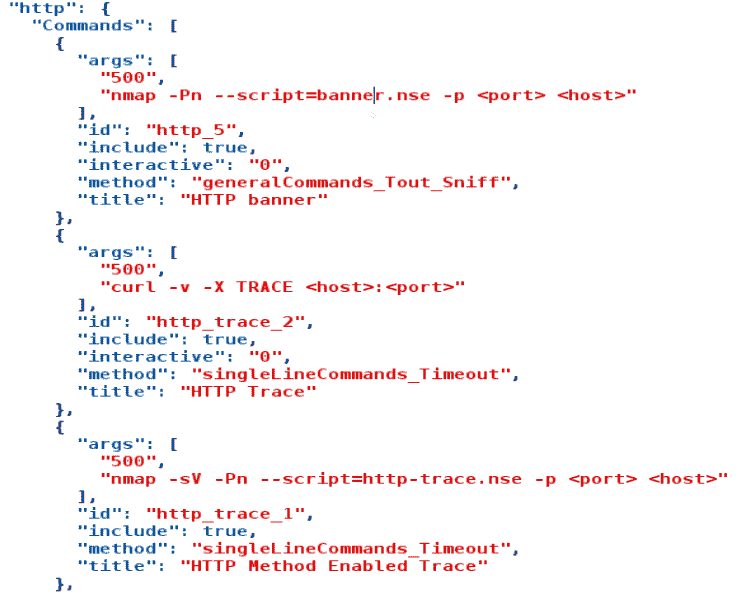 "http": {
"Commands": [
{
"args": [
"500",
"nmap -Pn --script=banner.nse -p <port> <host>"
],
"id": "http_5",
"include": true,
"interactive": "0",
"method": "generalCommands_Tout_Sniff",
"title": "HTTP banner"
},
{
"args": [
"500",
"curl -v -X TRACE <host>:<port>"
],
"id": "http_trace_2",
"include": true,
"interactive": "0",
"method": "singleLineCommands_Timeout",
"title": "HTTP Trace"
},
{
"args": [
"500",
"nmap -sV -Pn --script=http-trace.nse -p <port> <host>"
],
"id": "http_trace_1",
"include": true,
"method": "singleLineCommands_Timeout",
"title": "HTTP Method Enabled Trace"
},